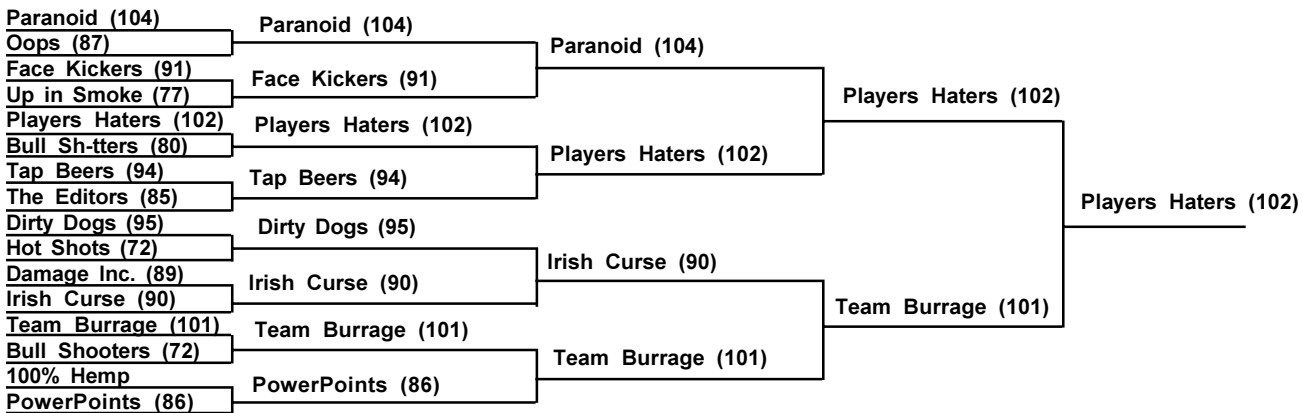 Paranoid (104)
Oops (87)
Face Kickers (91)
Up in Smoke (77)
Players Haters (102)
Bull Sh-tters (80)
Tap Beers (94)
The Editors (85)
Dirty Dogs (95)
Hot Shots (72)
Damage Inc. (89)
Irish Curse (90)
Team Burrage (101)
Bull Shooters (72)
100% Hemp
PowerPoints (86)
Paranoid (104)
Face Kickers (91)
Players Haters (102)
Tap Beers (94)
Dirty Dogs (95)
Irish Curse (90)
Team Burrage (101)
PowerPoints (86)
Paranoid (104)
Players Haters (102)
Irish Curse (90)
Team Burrage (101)
Players Haters (102)
Team Burrage (101)
Players Haters (102)